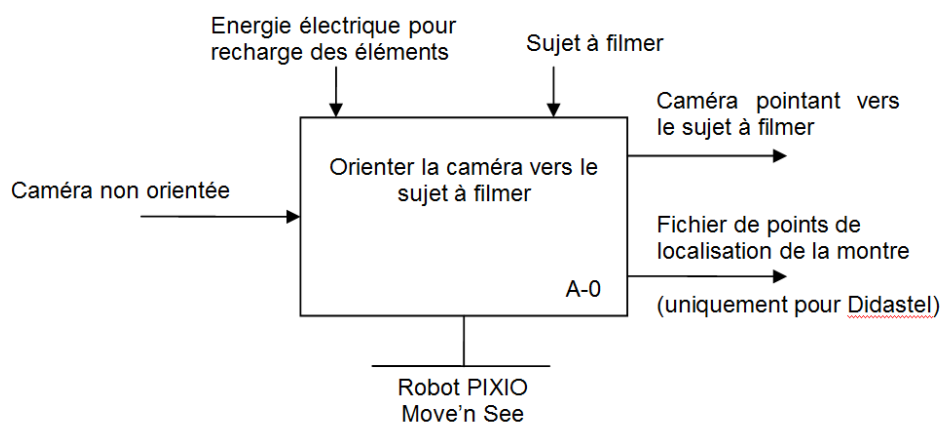 Energie électrique pour
recharge des éléments
Sujet à filmer
Caméra pointant vers
le sujet à filmer
Orienter la caméra vers le
sujet à filmer
Caméra non orientée
Fichier de points de
localisation de la montre
A-0
(uniquement pour Didastel)
Robot PIXIO
Move’n See